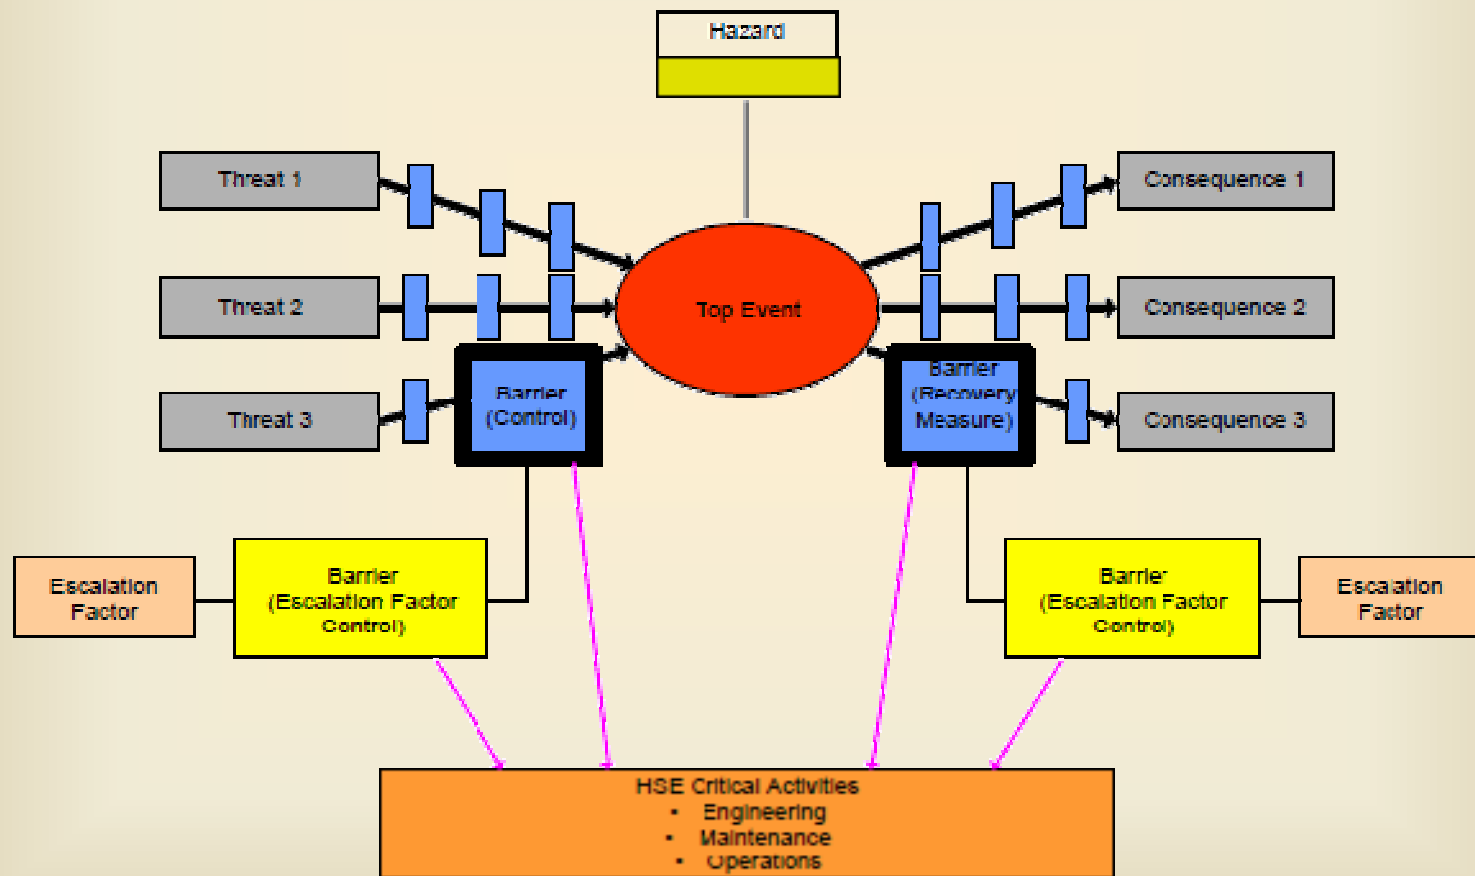 Hazard
Threat 1
Consequence 1
Threat 2
Top Event
Consequence 2
Barrier
(Control)
Barrier
(Recovery
Measure)
Threat 3
Consequence 3
Escalation
Factor
Barrier
(Escalation Factor
Control)
Barrier
(Escalation Factor
Control)
Escalation
Factor
HSE Critical Activities
• Engineering
• Maintenance
• Operations